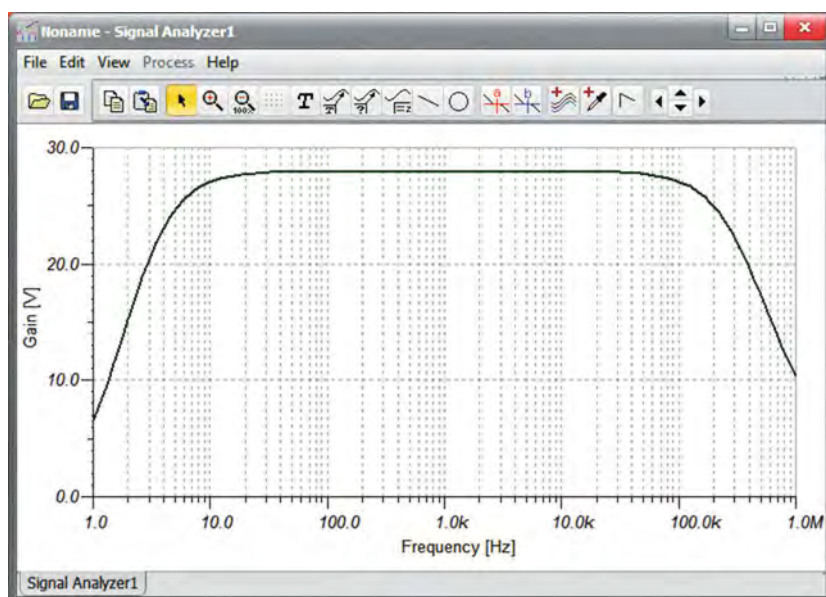 Noname - Signal Analyzer1
File Edit View Process Help
100%
T
?
?|
=z
a
b
30.0
20.0
10.0
0.0
Gain [V]
1.0
10.0
100.0
1.0k
10.0k
100.0k
1.0M
Frequency [Hz]
Signal Analyzer1